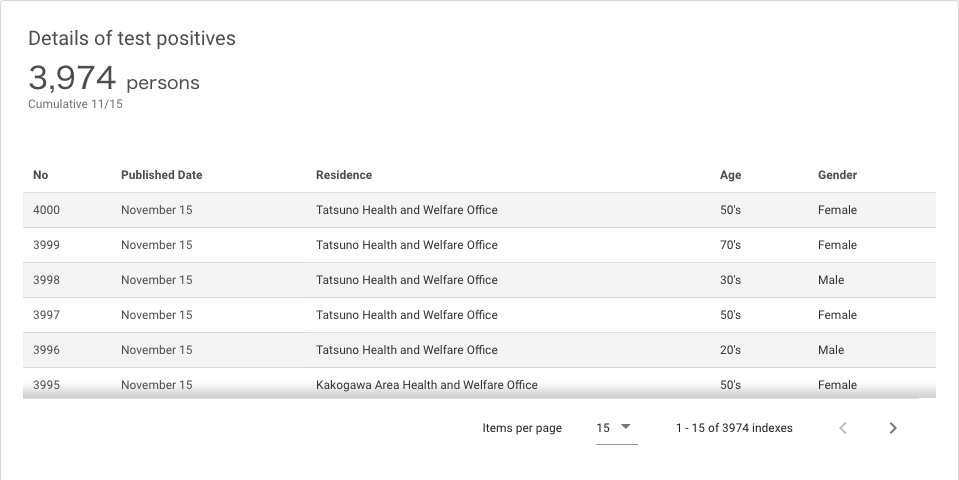 Details of test positives
3,974 persons
Cumulative 11/15
No Published Date Residence Age Gender
4000 November 15 Tatsuno Health and Welfare Office 50's Female
3999 November 15 Tatsuno Health and Welfare Office 70's Female
3998 November 15 Tatsuno Health and Welfare Office 30's Male
3997 November 15 Tatsuno Health and Welfare Office 50's Female
3996 November 15 Tatsuno Health and Welfare Office 20's Male
3995 November 15 Kakogawa Area Health and Welfare Office 50's Female
Items per page 15 1 - 15 of 3974 indexes